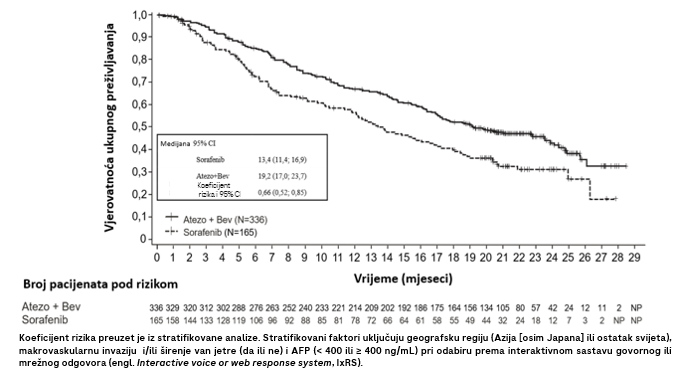 Vjerovatnoća ukupnog preživljavanja
1,0
0,9
0,8
0,7
0,6
0,5
0,4
0,3
0,2
0,1
0
Medijana 95% CI
Sorafenib 13,4 (11,4; 16,9)
Atezo+Bev 19,2 (17,0; 23,7)
Koeficijent
rizika i 95% CI 0,66 (0,52; 0,85)
Atezo + Bev (N=336)
Sorafenib (N=165)
0 1 2 3 4 5 6 7 8 9 10 11 12 13 14 15 16 17 18 19 20 21 22 23 24 25 26 27 28 29
Vrijeme (mjeseci)
Broj pacijenata pod rizikom
Atezo + Bev 336 329 320 312 302 288 276 263 252 240 233 221 214 209 202 192 186 175 164 156 134 105 80 57 42 24 12 11 2 NP
Sorafenib 165 158 144 133 128 119 106 96 92 88 85 81 78 72 66 64 61 58 55 49 44 32 24 18 12 7 3 2 NP NP
Koeficijent rizika preuzet je iz stratifikovane analize. Stratifikovani faktori uključuju geografsku regiju (Azija [osim Japana] ili ostatak svijeta),
makrovaskularnu invaziju i/ili širenje van jetre (da ili ne) i AFP (< 400 ili ≥ 400 ng/mL) pri odabiru prema interaktivnom sastavu govornog ili
mrežnog odgovora (engl. Interactive voice or web response system, IxRS).